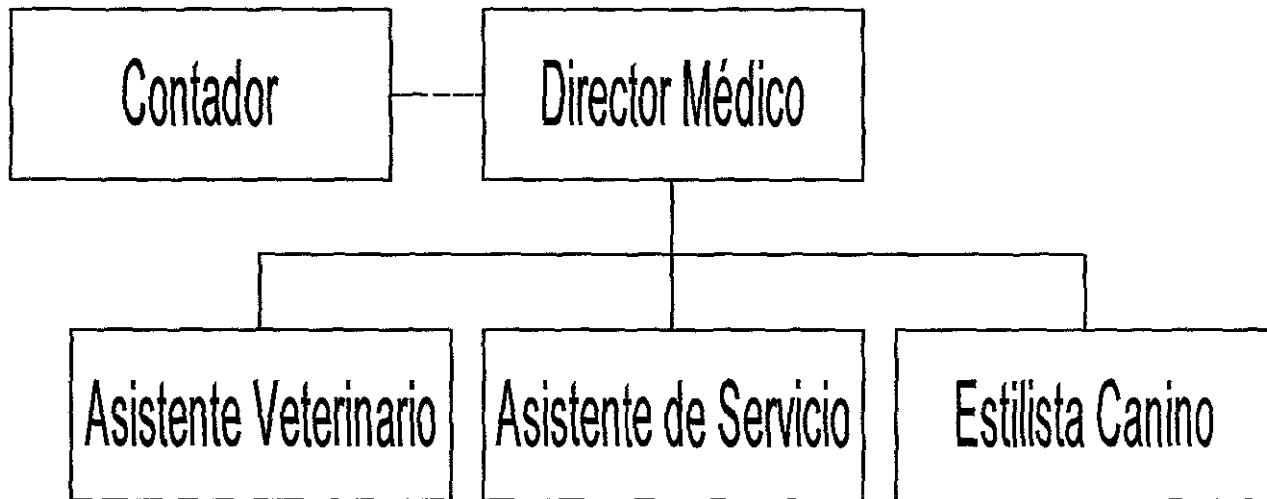 Contador
Director Médico
Asistente Veterinario
Asistente de Servicio
Estilista Canino